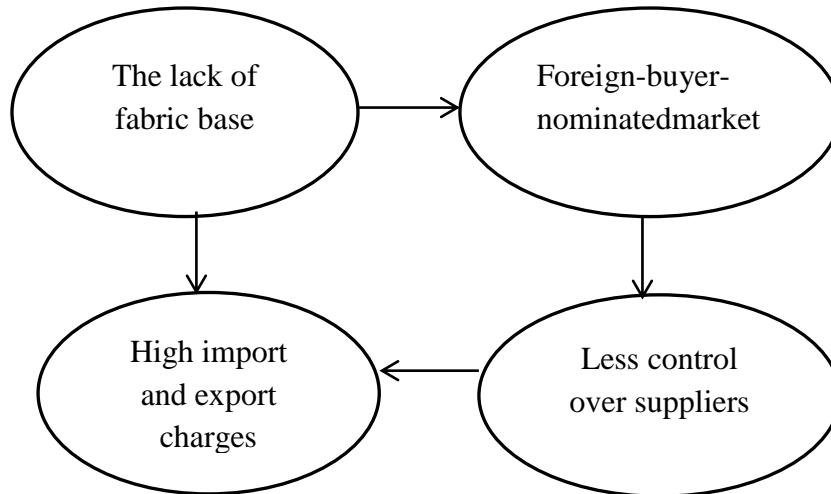 The lack of
fabric base
Foreign-buyer-
nominatedmarket
High import
and export
charges
Less control
over suppliers